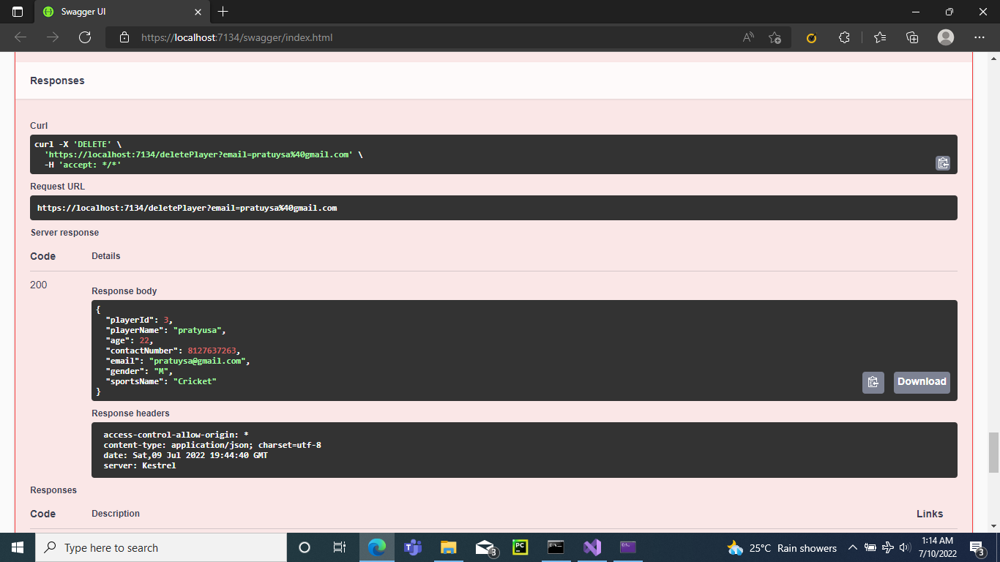 Swagger UI
https://localhost:7134/swagger/index.html
Responses
Curl
curl -X 'DELETE' \
'https://localhost:7134/deletePlayer?email=pratuysa%40gmail.com' \
-H 'accept: */*'
Request URL
https://localhost:7134/deletePlayer?email=pratuysa%40gmail.com
Server response
Code Details
200
Response body
{
"playerId": 3,
"playerName": "pratyusa",
"age": 22,
"contactNumber": 8127637263,
"email": "pratuysa@gmail.com",
"gender": "M",
"sportsName": "Cricket"
}
Download
Response headers
access-control-allow-origin: *
content-type: application/json; charset=utf-8
date: Sat,09 Jul 2022 19:44:40 GMT
server: Kestrel
Responses
Code Description Links
Type here to search
3
PC
25°C Rain showers
1:14 AM
7/10/2022
3